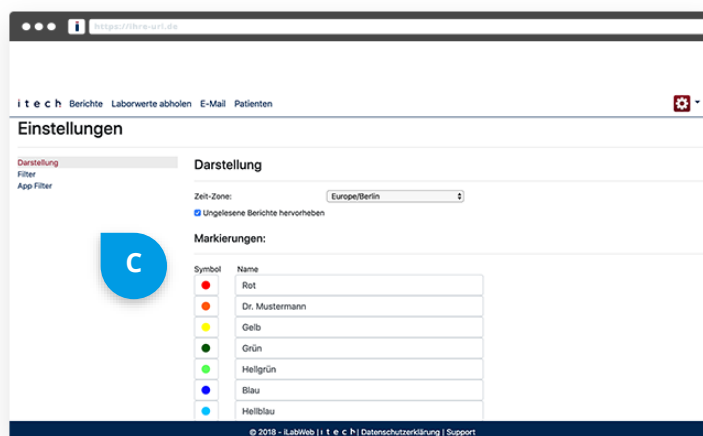 i https://ihre-url.de
itech Berichte Laborwerte abholen E-Mail Patienten
Einstellungen
Darstellung
Filter
App Filter
Darstellung
Zeit-Zone: Europe/Berlin
Ungelesene Berichte hervorheben
Markierungen:
C
Symbol Name
Rot
Dr. Mustermann
Gelb
Grün
Hellgrün
Blau
Hellblau
© 2018 - iLabWeb | itech | Datenschutzerklärung | Support